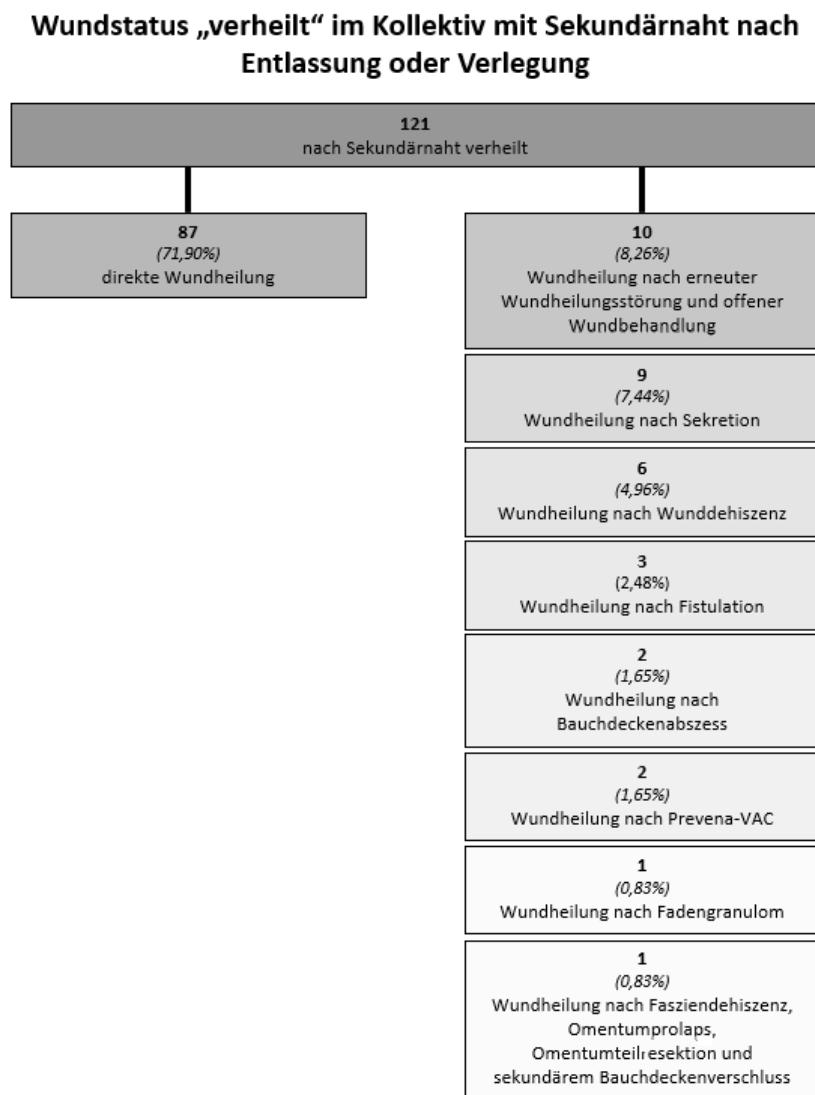 Wundstatus „verheilt“ im Kollektiv mit Sekundärnaht nach
Entlassung oder Verlegung
121
nach Sekundärnaht verheilt
87
(71,90%)
direkte Wundheilung
10
(8,26%)
Wundheilung nach erneuter
Wundheilungsstörung und offener
Wundbehandlung
9
(7,44%)
Wundheilung nach Sekretion
6
(4,96%)
Wundheilung nach Wunddehiszenz
3
(2,48%)
Wundheilung nach Fistulation
2
(1,65%)
Wundheilung nach
Bauchdeckenabszess
2
(1,65%)
Wundheilung nach Prevena-VAC
1
(0,83%)
Wundheilung nach Fadengranulom
1
(0,83%)
Wundheilung nach Fasziendehiszenz,
Omentumprolaps,
Omentumteilresektion und
sekundärem Bauchdeckenverschluss